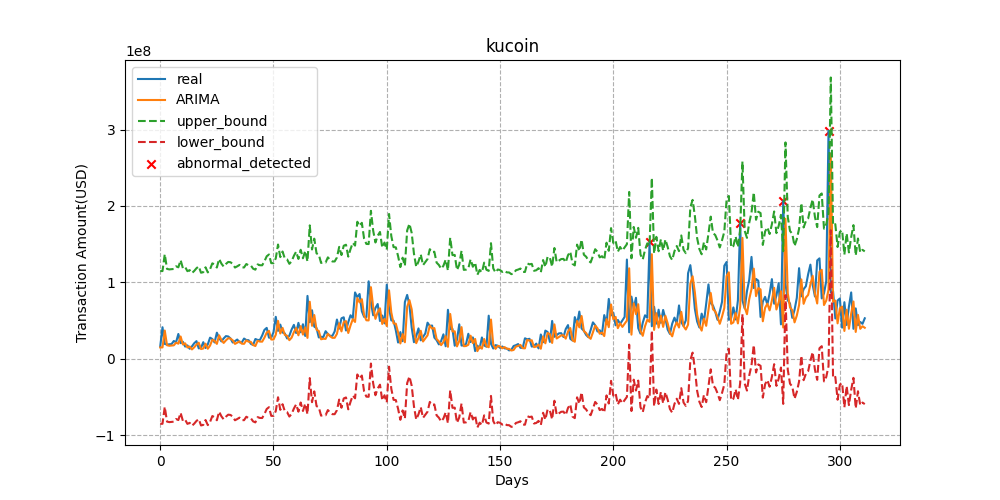 kucoin
1e8
real
ARIMA
upper_bound
lower_bound
abnormal_detected
3
2
1
0
−1
Transaction Amount(USD)
0 50 100 150 200 250 300
Days